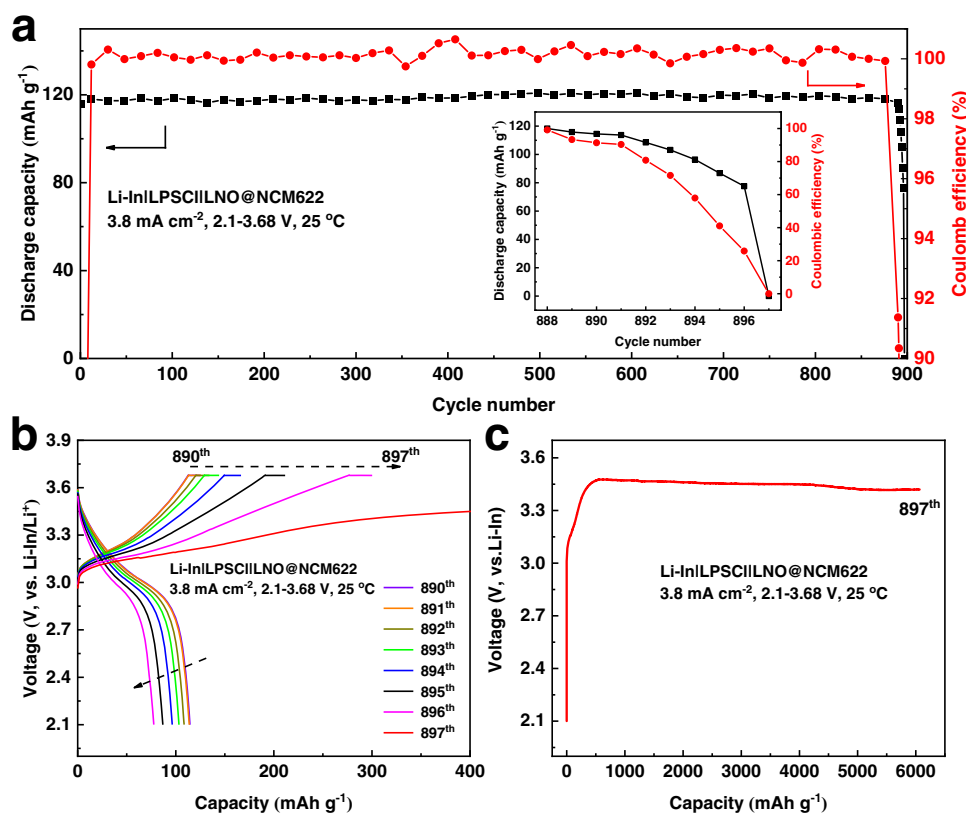 a
Discharge capacity (mAh g⁻¹)
0
40
80
120
0
100
200
300
400
500
600
700
800
900
Cycle number
90
92
94
96
98
100
Coulomb efficiency (%)
Li-In||LPSCl||LNO@NCM622
3.8 mA cm⁻², 2.1-3.68 V, 25 °C
Discharge capacity (mAh g⁻¹)
120
100
80
60
40
20
0
888
890
892
894
896
Cycle number
100
80
60
40
20
0
Coulombic efficiency (%)
b
Voltage (V, vs. Li-In/Li⁺)
3.9
3.6
3.3
3.0
2.7
2.4
2.1
0
100
200
300
400
Capacity (mAh g⁻¹)
890ᵗʰ
897ᵗʰ
Li-In||LPSCl||LNO@NCM622
3.8 mA cm⁻², 2.1-3.68 V, 25 °C
890ᵗʰ
891ᵗʰ
892ᵗʰ
893ᵗʰ
894ᵗʰ
895ᵗʰ
896ᵗʰ
897ᵗʰ
c
Voltage (V, vs.Li-In)
3.6
3.3
3.0
2.7
2.4
2.1
0
1000
2000
3000
4000
5000
6000
Capacity (mAh g⁻¹)
897ᵗʰ
Li-In||LPSCl||LNO@NCM622
3.8 mA cm⁻², 2.1-3.68 V, 25 °C